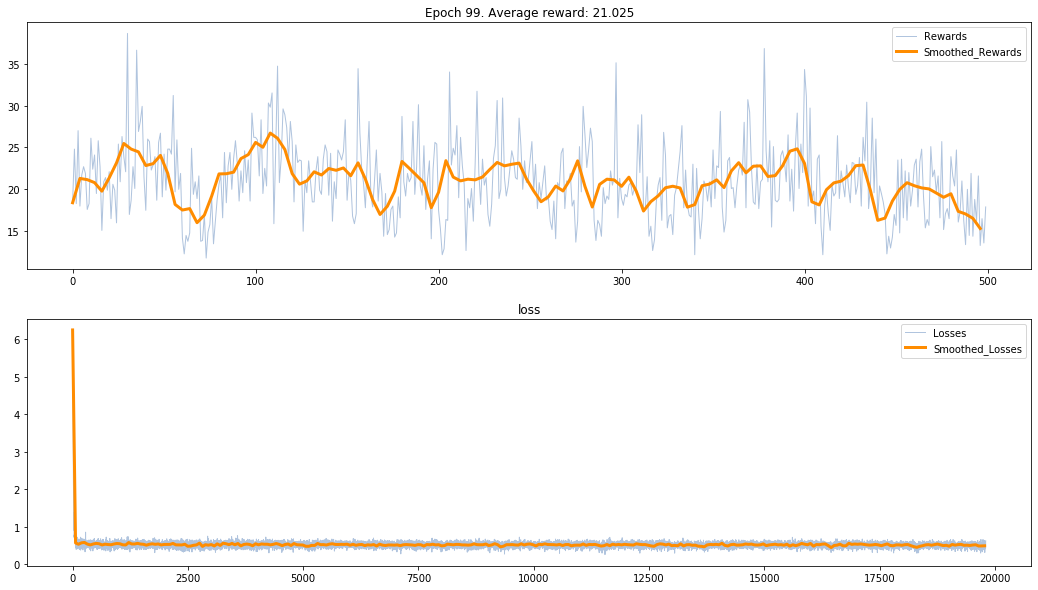 Epoch 99. Average reward: 21.025
Rewards
Smoothed_Rewards
35
30
25
20
15
0 100 200 300 400 500
loss
Losses
Smoothed_Losses
6
5
4
3
2
1
0
0 2500 5000 7500 10000 12500 15000 17500 20000